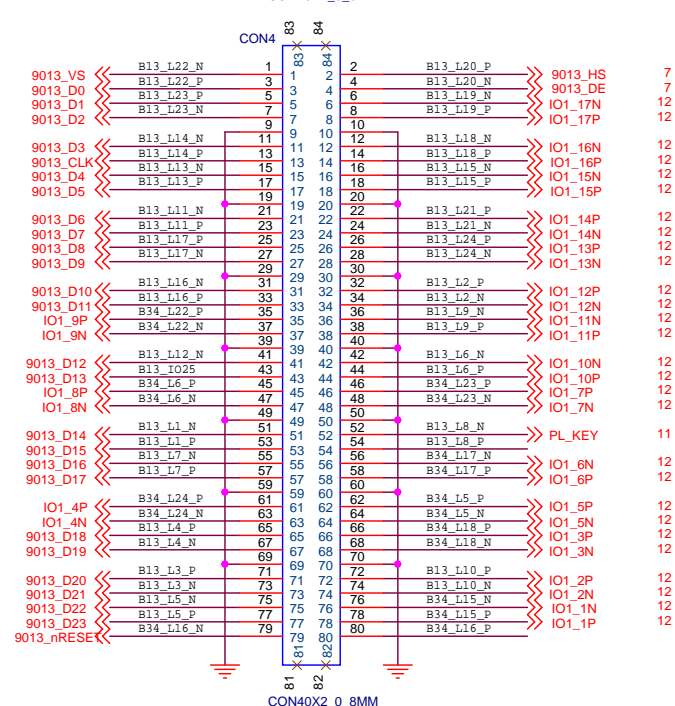 83 84
CON4
83 84
9013_VS B13_L22_N 1 1 2 2 B13_L20_P 9013_HS 7
9013_D0 B13_L22_P 3 3 4 4 B13_L20_N 9013_DE 7
9013_D1 B13_L23_P 5 5 6 6 B13_L19_N IO1_17N 12
9013_D2 B13_L23_N 7 7 8 8 B13_L19_P IO1_17P 12
9 9 10 10
9013_D3 B13_L14_N 11 11 12 12 B13_L18_N IO1_16N 12
9013_CLK B13_L14_P 13 13 14 14 B13_L18_P IO1_16P 12
9013_D4 B13_L13_N 15 15 16 16 B13_L15_N IO1_15N 12
9013_D5 B13_L13_P 17 17 18 18 B13_L15_P IO1_15P 12
19 19 20 20
9013_D6 B13_L11_N 21 21 22 22 B13_L21_P IO1_14P 12
9013_D7 B13_L11_P 23 23 24 24 B13_L21_N IO1_14N 12
9013_D8 B13_L17_P 25 25 26 26 B13_L24_P IO1_13P 12
9013_D9 B13_L17_N 27 27 28 28 B13_L24_N IO1_13N 12
29 29 30 30
9013_D10 B13_L16_N 31 31 32 32 B13_L2_P IO1_12P 12
9013_D11 B13_L16_P 33 33 34 34 B13_L2_N IO1_12N 12
IO1_9P B34_L22_P 35 35 36 36 B13_L9_N IO1_11N 12
IO1_9N B34_L22_N 37 37 38 38 B13_L9_P IO1_11P 12
39 39 40 40
9013_D12 B13_L12_N 41 41 42 42 B13_L6_N IO1_10N 12
9013_D13 B13_IO25 43 43 44 44 B13_L6_P IO1_10P 12
IO1_8P B34_L6_P 45 45 46 46 B34_L23_P IO1_7P 12
IO1_8N B34_L6_N 47 47 48 48 B34_L23_N IO1_7N 12
49 49 50 50
9013_D14 B13_L1_N 51 51 52 52 B13_L8_N PL_KEY 11
9013_D15 B13_L1_P 53 53 54 54 B13_L8_P
9013_D16 B13_L7_N 55 55 56 56 B34_L17_N IO1_6N 12
9013_D17 B13_L7_P 57 57 58 58 B34_L17_P IO1_6P 12
59 59 60 60
IO1_4P B34_L24_P 61 61 62 62 B34_L5_P IO1_5P 12
IO1_4N B34_L24_N 63 63 64 64 B34_L5_N IO1_5N 12
9013_D18 B13_L4_P 65 65 66 66 B34_L18_P IO1_3P 12
9013_D19 B13_L4_N 67 67 68 68 B34_L18_N IO1_3N 12
69 69 70 70
9013_D20 B13_L3_P 71 71 72 72 B13_L10_P IO1_2P 12
9013_D21 B13_L3_N 73 73 74 74 B13_L10_N IO1_2N 12
9013_D22 B13_L5_N 75 75 76 76 B34_L15_N IO1_1N 12
9013_D23 B13_L5_P 77 77 78 78 B34_L15_P IO1_1P 12
9013_nRESET B34_L16_N 79 79 80 80 B34_L16_P
81 82
81 82
CON40X2_0_8MM